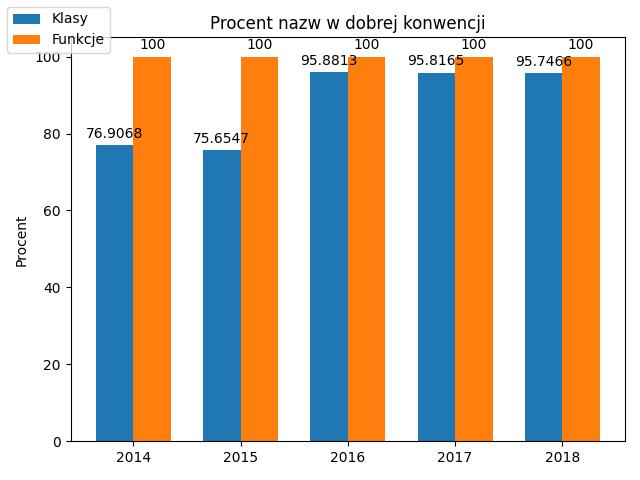 Klasy
Funkcje
Procent nazw w dobrej konwencji
100 100 100 100 100
76.9068 75.6547 95.8813 95.8165 95.7466
Procent
100
80
60
40
20
0
2014 2015 2016 2017 2018